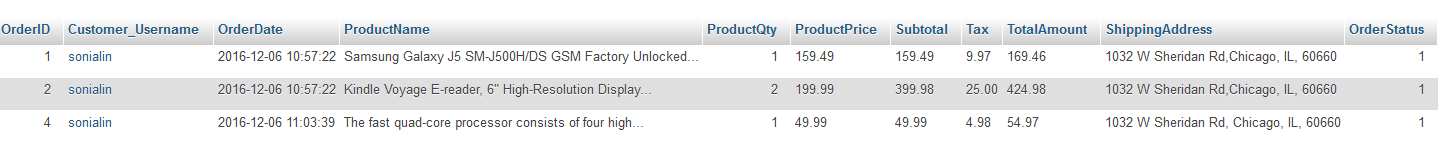 OrderID Customer_Username OrderDate ProductName ProductQty ProductPrice Subtotal Tax TotalAmount ShippingAddress OrderStatus
1 sonialin 2016-12-06 10:57:22 Samsung Galaxy J5 SM-J500H/DS GSM Factory Unlocked... 1 159.49 159.49 9.97 169.46 1032 W Sheridan Rd,Chicago, IL, 60660 1
2 sonialin 2016-12-06 10:57:22 Kindle Voyage E-reader, 6" High-Resolution Display... 2 199.99 399.98 25.00 424.98 1032 W Sheridan Rd,Chicago, IL, 60660 1
4 sonialin 2016-12-06 11:03:39 The fast quad-core processor consists of four high... 1 49.99 49.99 4.98 54.97 1032 W Sheridan Rd, Chicago, IL, 60660 1